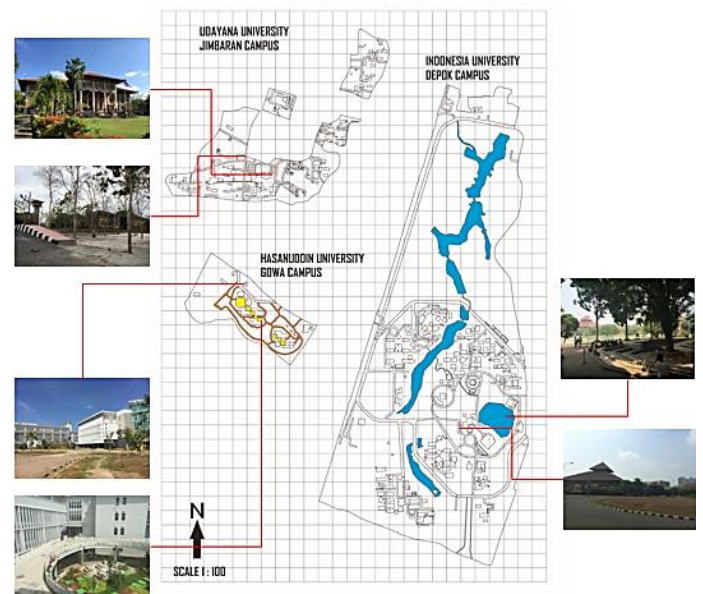 UDAYANA UNIVERSITY
JIMBARAN CAMPUS
INDONESIA UNIVERSITY
DEPOK CAMPUS
HASANUDDIN UNIVERSITY
GOWA CAMPUS
N
SCALE 1 : 100